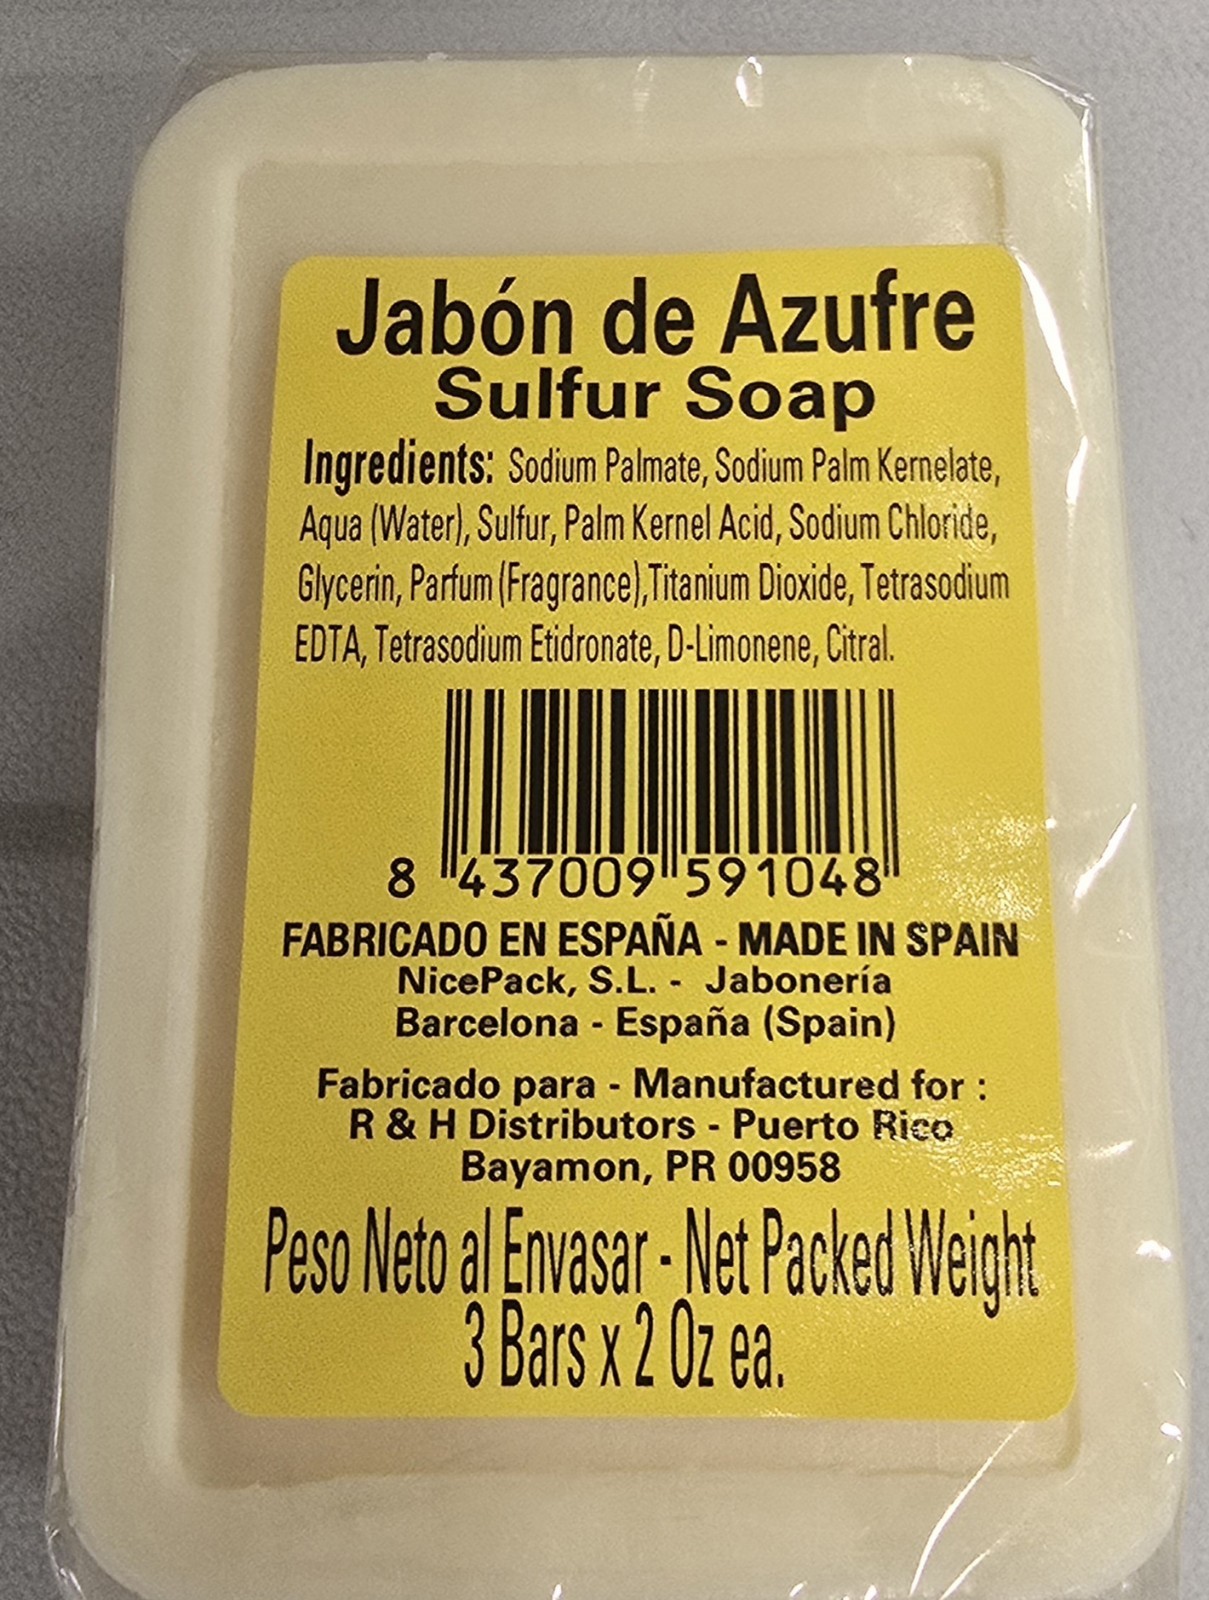 Jabón de Azufre
Sulfur Soap
Ingredients: Sodium Palmate, Sodium Palm Kernelate,
Aqua (Water), Sulfur, Palm Kernel Acid, Sodium Chloride,
Glycerin, Parfum (Fragrance),Titanium Dioxide, Tetrasodium
EDTA, Tetrasodium Etidronate, D-Limonene, Citral.
8 437009 591048
FABRICADO EN ESPAÑA - MADE IN SPAIN
NicePack, S.L. - Jabonería
Barcelona - España (Spain)
Fabricado para - Manufactured for :
R & H Distributors - Puerto Rico
Bayamon, PR 00958
Peso Neto al Envasar - Net Packed Weight
3 Bars x 2 Oz ea.